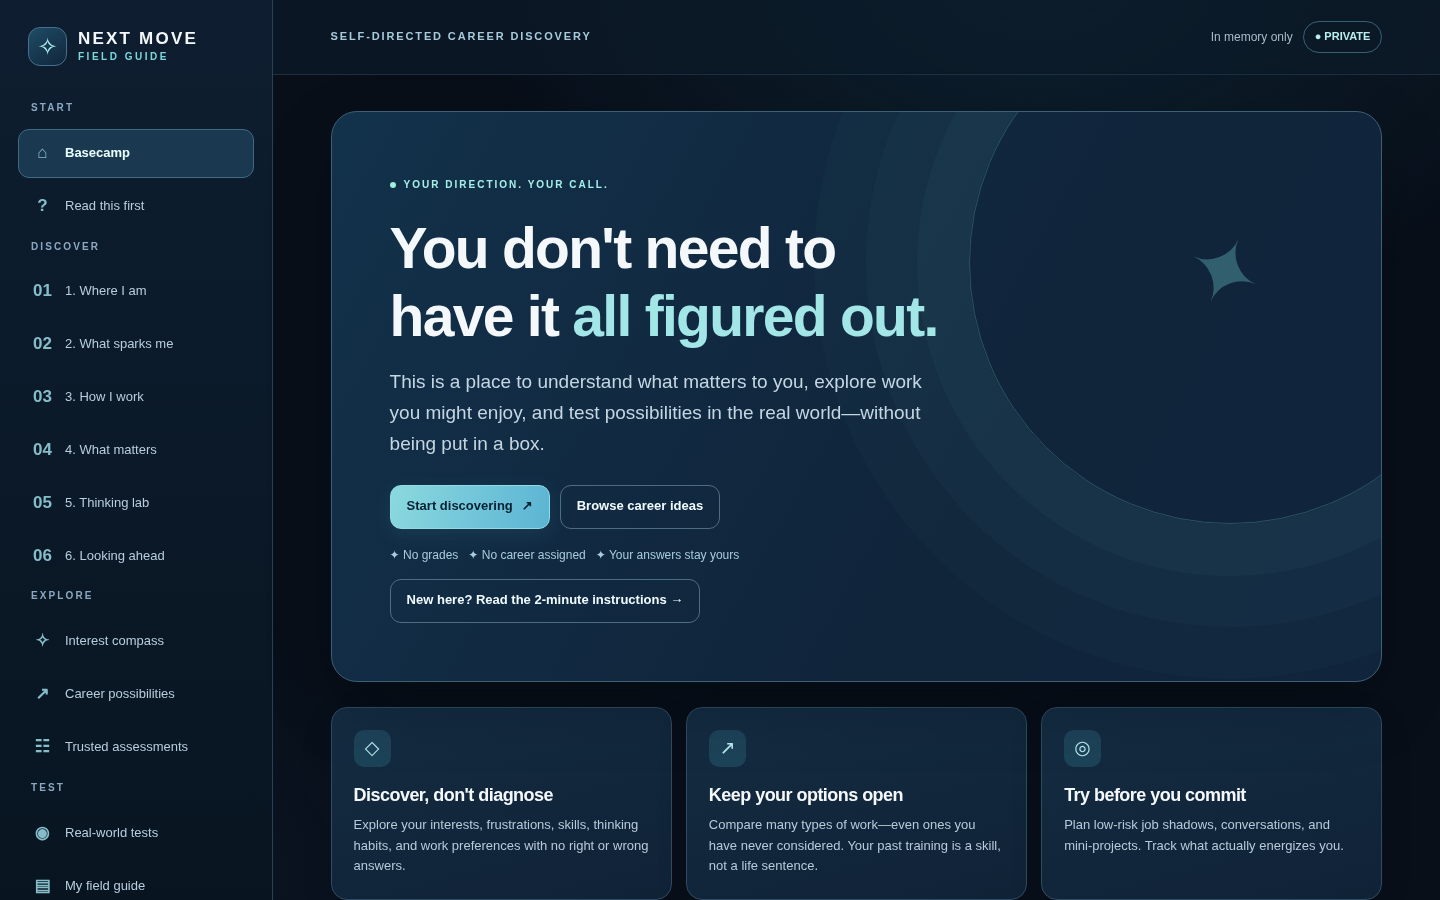 NEXT MOVE
FIELD GUIDE
START
Basecamp
? Read this first
DISCOVER
01 1. Where I am
02 2. What sparks me
03 3. How I work
04 4. What matters
05 5. Thinking lab
06 6. Looking ahead
EXPLORE
Interest compass
↗ Career possibilities
Trusted assessments
TEST
Real-world tests
My field guide
SELF-DIRECTED CAREER DISCOVERY
In memory only
● PRIVATE
YOUR DIRECTION. YOUR CALL.
You don't need to
have it all figured out.
This is a place to understand what matters to you, explore work
you might enjoy, and test possibilities in the real world—without
being put in a box.
Start discovering ↗
Browse career ideas
✦ No grades ✦ No career assigned ✦ Your answers stay yours
New here? Read the 2-minute instructions →
Discover, don't diagnose
Explore your interests, frustrations, skills, thinking
habits, and work preferences with no right or wrong
answers.
Keep your options open
Compare many types of work—even ones you
have never considered. Your past training is a skill,
not a life sentence.
Try before you commit
Plan low-risk job shadows, conversations, and
mini-projects. Track what actually energizes you.